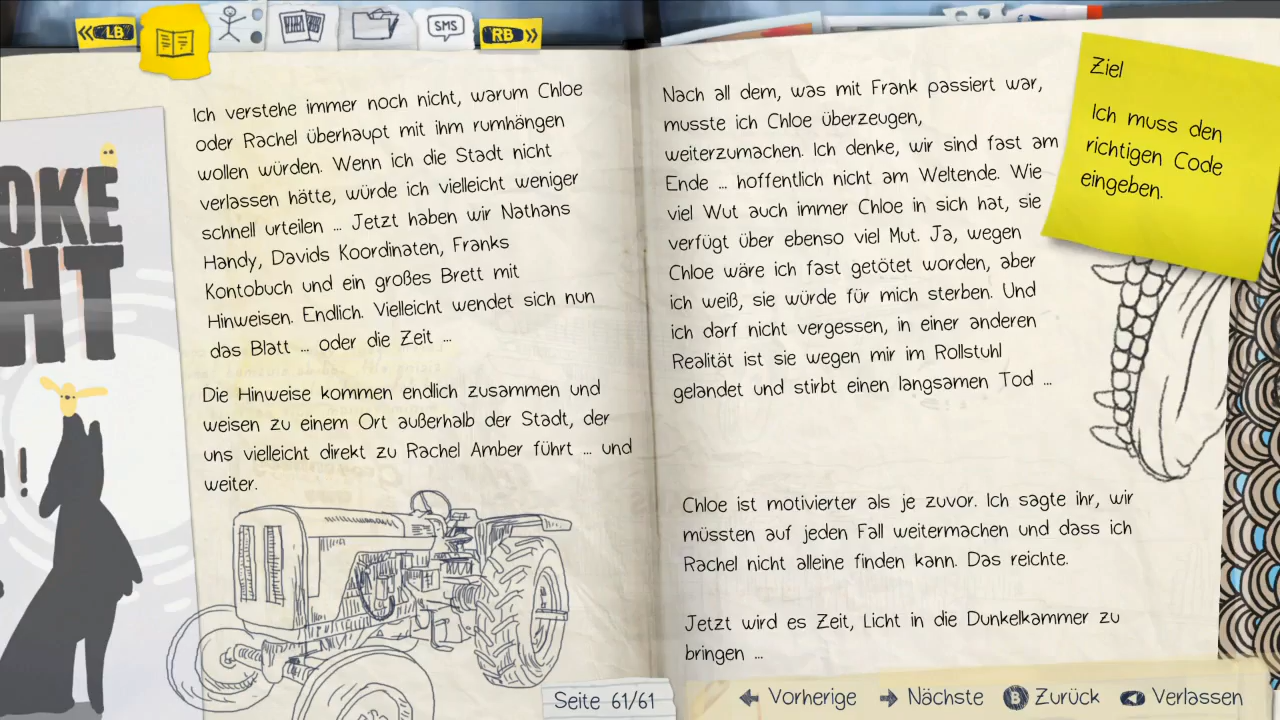 LB
SMS
RB
OKE
HT
!
Ich verstehe immer noch nicht, warum Chloe
oder Rachel überhaupt mit ihm rumhängen
wollen würden. Wenn ich die Stadt nicht
verlassen hätte, würde ich vielleicht weniger
schnell urteilen ... Jetzt haben wir Nathans
Handy, Davids Koordinaten, Franks
Kontobuch und ein großes Brett mit
Hinweisen. Endlich. Vielleicht wendet sich nun
das Blatt ... oder die Zeit ...
Die Hinweise kommen endlich zusammen und
weisen zu einem Ort außerhalb der Stadt, der
uns vielleicht direkt zu Rachel Amber führt ... und
weiter.
Nach all dem, was mit Frank passiert war,
musste ich Chloe überzeugen,
weiterzumachen. Ich denke, wir sind fast am
Ende ... hoffentlich nicht am Weltende. Wie
viel Wut auch immer Chloe in sich hat, sie
verfügt über ebenso viel Mut. Ja, wegen
Chloe wäre ich fast getötet worden, aber
ich weiß, sie würde für mich sterben. Und
ich darf nicht vergessen, in einer anderen
Realität ist sie wegen mir im Rollstuhl
gelandet und stirbt einen langsamen Tod ...
Chloe ist motivierter als je zuvor. Ich sagte ihr, wir
müssten auf jeden Fall weitermachen und dass ich
Rachel nicht alleine finden kann. Das reichte.
Jetzt wird es Zeit, Licht in die Dunkelkammer zu
bringen ...
Ziel
Ich muss den
richtigen Code
eingeben.
Seite 61/61
Vorherige
Nächste
B Zurück
Verlassen